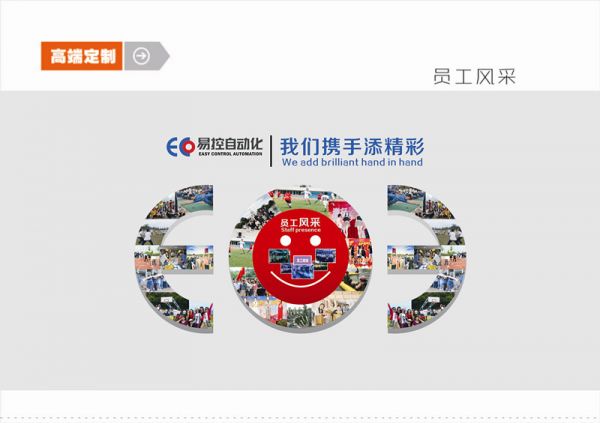 高端定制
员工风采
易控自动化
EASY CONTROL AUTOMATION
我们携手添精彩
We add brilliant hand in hand
员工风采
Staff presence